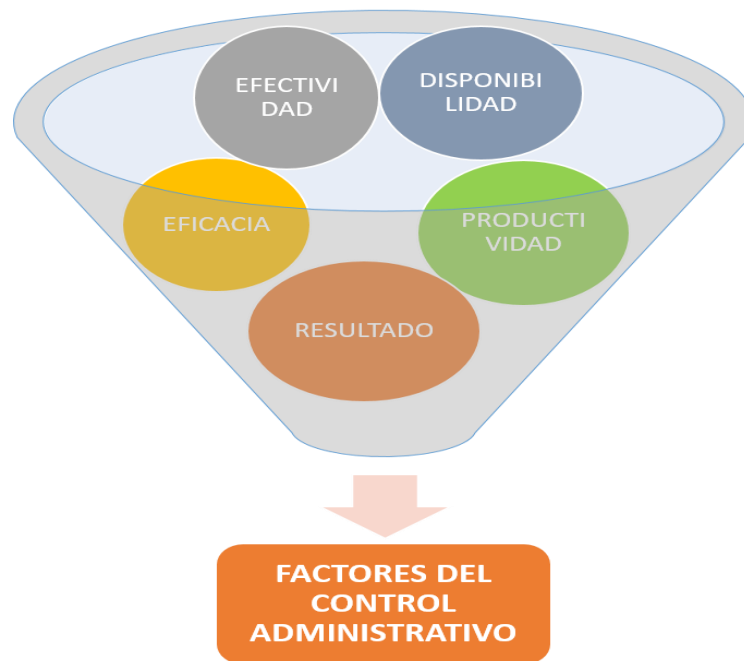 EFECTIVI
DAD
DISPONIBI
LIDAD
EFICACIA
PRODUCTI
VIDAD
RESULTADO
FACTORES DEL
CONTROL
ADMINISTRATIVO